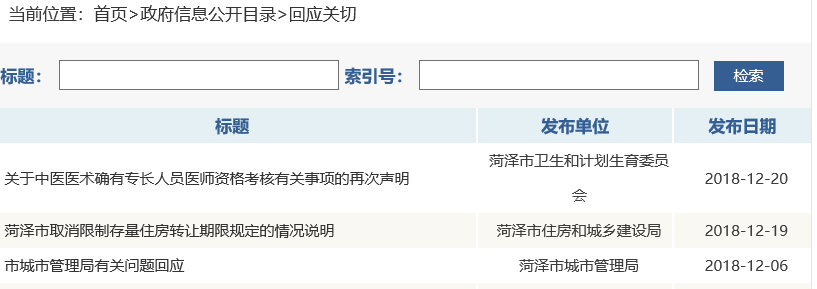 当前位置：首页>政府信息公开目录>回应关切
标题： 索引号： 检索
标题 发布单位 发布日期
关于中医医术确有专长人员医师资格考核有关事项的再次声明 菏泽市卫生和计划生育委员会 2018-12-20
菏泽市取消限制存量住房转让期限规定的情况说明 菏泽市住房和城乡建设局 2018-12-19
市城市管理局有关问题回应 菏泽市城市管理局 2018-12-06